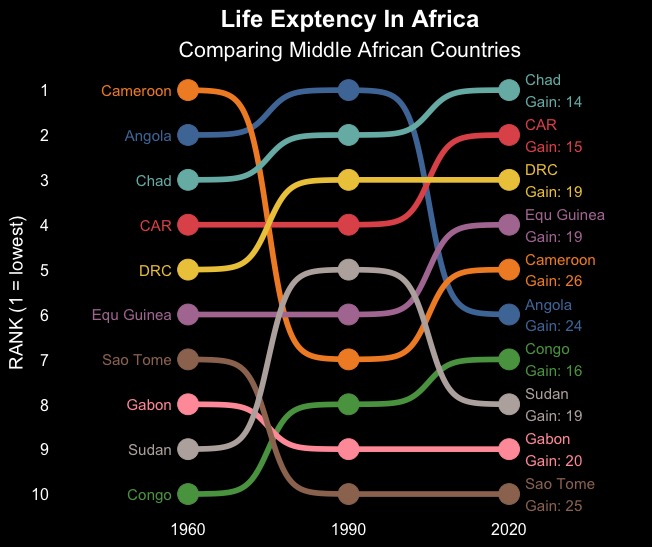 Life Exptency In Africa
Comparing Middle African Countries
RANK (1 = lowest)
1
2
3
4
5
6
7
8
9
10
Cameroon
Angola
Chad
CAR
DRC
Equ Guinea
Sao Tome
Gabon
Sudan
Congo
Chad
Gain: 14
CAR
Gain: 15
DRC
Gain: 19
Equ Guinea
Gain: 19
Cameroon
Gain: 26
Angola
Gain: 24
Congo
Gain: 16
Sudan
Gain: 19
Gabon
Gain: 20
Sao Tome
Gain: 25
1960
1990
2020